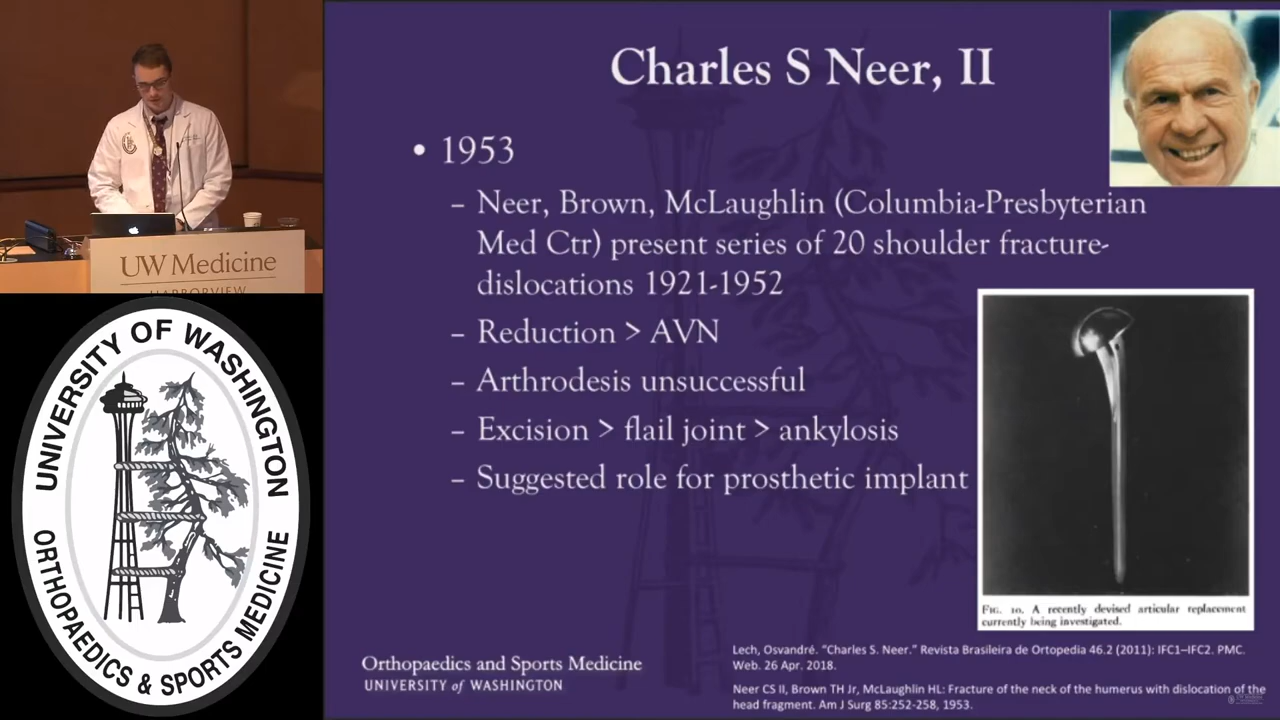 Charles S Neer, II
• 1953
– Neer, Brown, McLaughlin (Columbia-Presbyterian
Med Ctr) present series of 20 shoulder fracture-
dislocations 1921-1952
– Reduction > AVN
– Arthrodesis unsuccessful
– Excision > flail joint > ankylosis
– Suggested role for prosthetic implant
FIG. 10. A recently devised articular replacement
currently being investigated.
Lech, Osvandré. “Charles S. Neer.” Revista Brasileira de Ortopedia 46.2 (2011): IFC1–IFC2. PMC.
Web. 26 Apr. 2018.
Neer CS II, Brown TH Jr, McLaughlin HL: Fracture of the neck of the humerus with dislocation of the
head fragment. Am J Surg 85:252-258, 1953.
Orthopaedics and Sports Medicine
UNIVERSITY of WASHINGTON
UW Medicine
HARBORVIEW
UNIVERSITY OF WASHINGTON
ORTHOPAEDICS & SPORTS MEDICINE